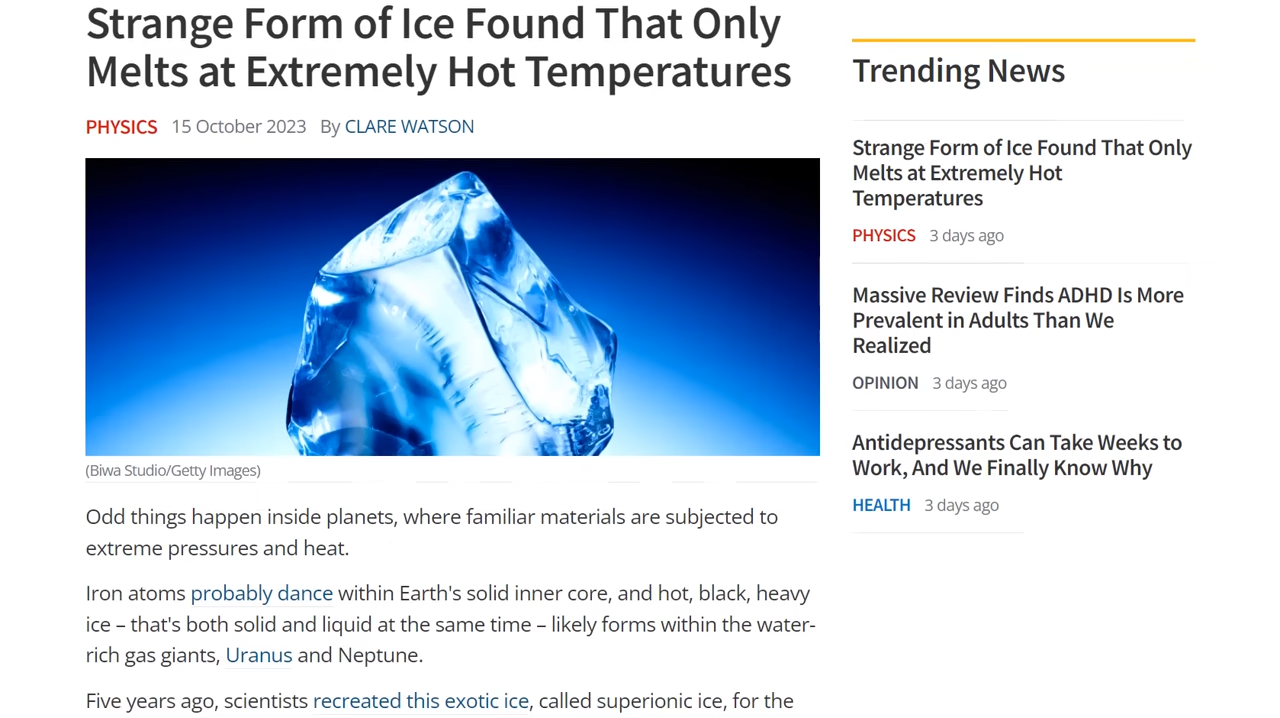 Strange Form of Ice Found That Only
Melts at Extremely Hot Temperatures
PHYSICS 15 October 2023 By CLARE WATSON
(Biwa Studio/Getty Images)
Odd things happen inside planets, where familiar materials are subjected to
extreme pressures and heat.
Iron atoms probably dance within Earth's solid inner core, and hot, black, heavy
ice – that's both solid and liquid at the same time – likely forms within the water-
rich gas giants, Uranus and Neptune.
Five years ago, scientists recreated this exotic ice, called superionic ice, for the
Trending News
Strange Form of Ice Found That Only
Melts at Extremely Hot
Temperatures
PHYSICS 3 days ago
Massive Review Finds ADHD Is More
Prevalent in Adults Than We
Realized
OPINION 3 days ago
Antidepressants Can Take Weeks to
Work, And We Finally Know Why
HEALTH 3 days ago